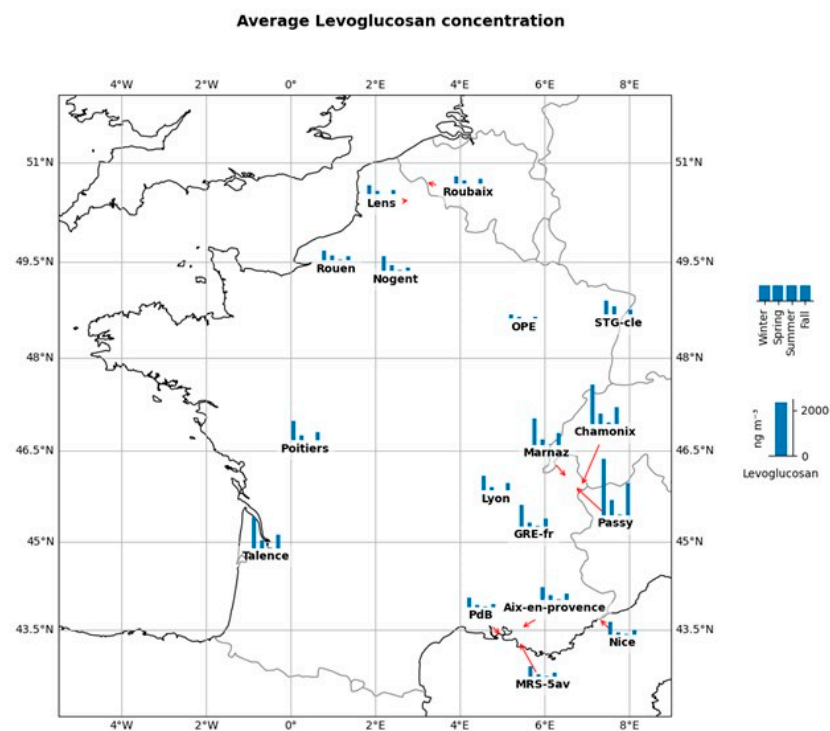 Average Levoglucosan concentration
4°W 2°W 0° 2°E 4°E 6°E 8°E
51°N 51°N
Roubaix
Lens
49.5°N 49.5°N
Rouen
Nogent
OPE STG-cle
Winter
Spring
Summer
Fall
48°N 48°N
2000
ng m⁻³
0
Levoglucosan
Chamonix
Poitiers Marnaz
46.5°N 46.5°N
Lyon
Passy
GRE-fr
45°N 45°N
Talence
Aix-en-provence
PdB
43.5°N 43.5°N
Nice
MRS-5av
4°W 2°W 0° 2°E 4°E 6°E 8°E